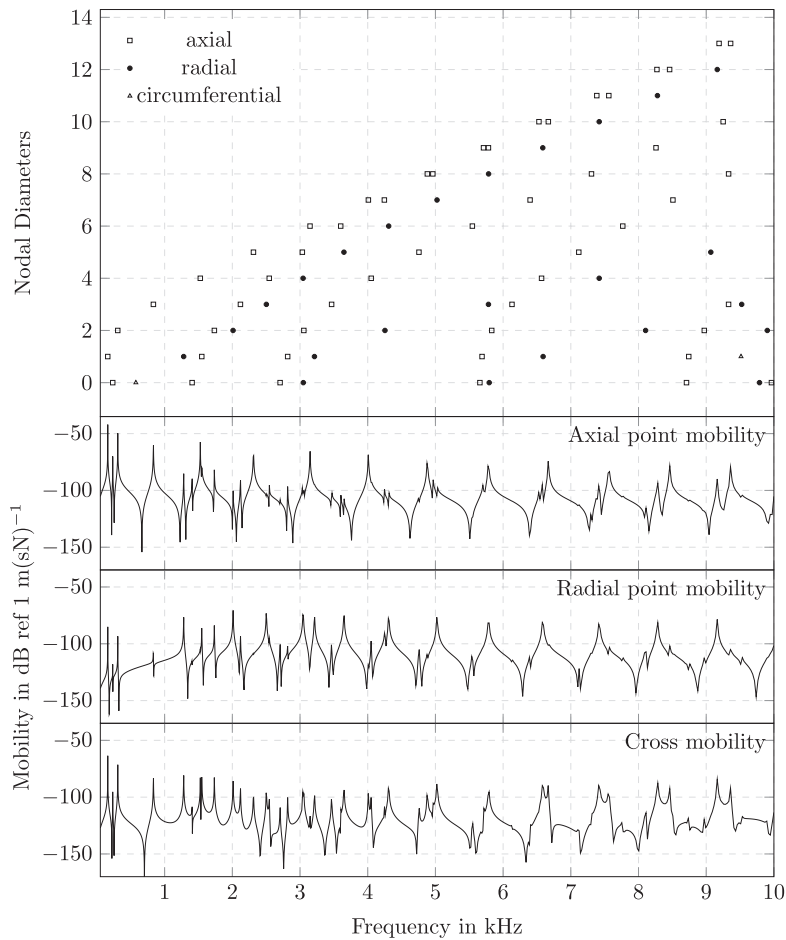 14
12
10
8
6
4
2
0
Nodal Diameters
axial
radial
circumferential
Mobility in dB ref 1 m(sN)⁻¹
−50
−100
−150
Axial point mobility
−50
−100
−150
Radial point mobility
−50
−100
−150
Cross mobility
1 2 3 4 5 6 7 8 9 10
Frequency in kHz